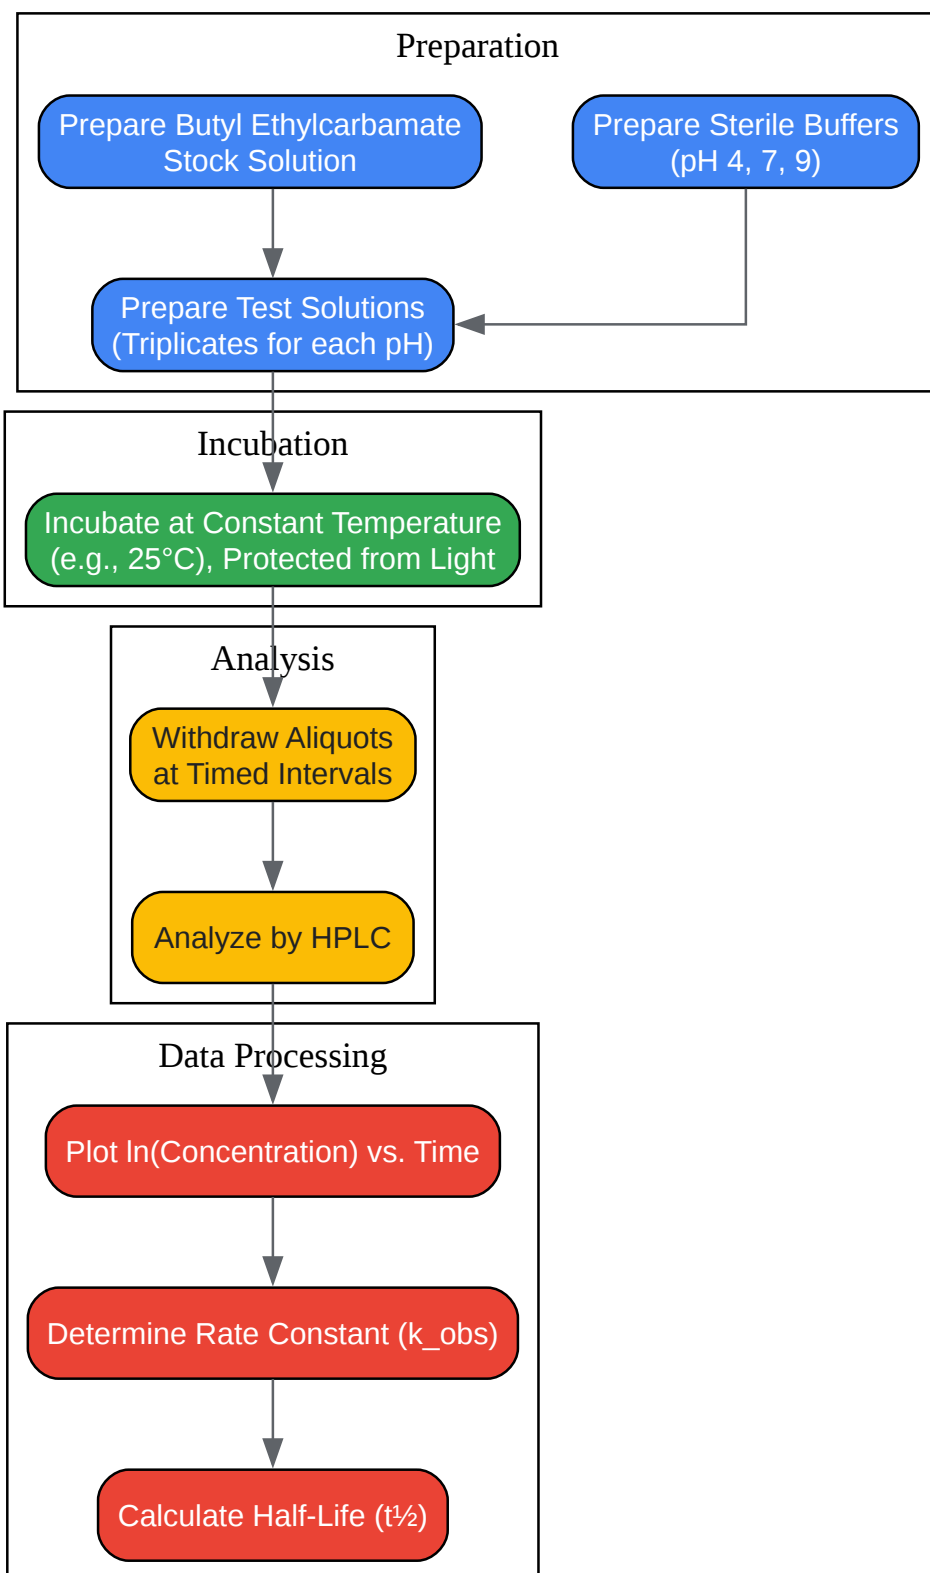 Preparation
Prepare Butyl Ethylcarbamate
Stock Solution
Prepare Sterile Buffers
(pH 4, 7, 9)
Prepare Test Solutions
(Triplicates for each pH)
Incubation
Incubate at Constant Temperature
(e.g., 25°C), Protected from Light
Analysis
Withdraw Aliquots
at Timed Intervals
Analyze by HPLC
Data Processing
Plot ln(Concentration) vs. Time
Determine Rate Constant (k_obs)
Calculate Half-Life (t½)